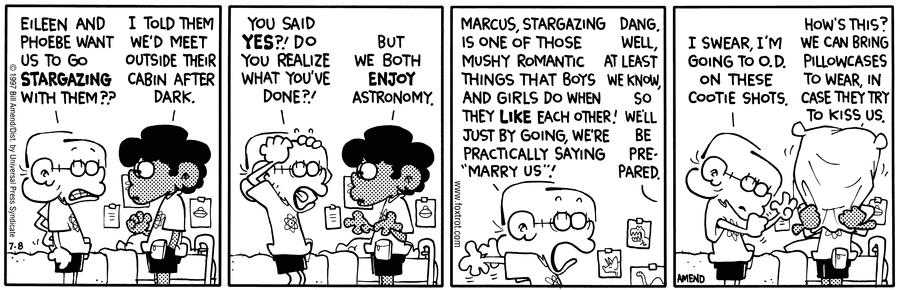 EILEEN AND
PHOEBE WANT
US TO GO
STARGAZING
WITH THEM??
I TOLD THEM
WE'D MEET
OUTSIDE THEIR
CABIN AFTER
DARK.
© 1997 Bill Amend/Dist. by Universal Press Syndicate
7-8
YOU SAID
YES?! DO
YOU REALIZE
WHAT YOU'VE
DONE?!
BUT
WE BOTH
ENJOY
ASTRONOMY.
MARCUS, STARGAZING
IS ONE OF THOSE
MUSHY ROMANTIC
THINGS THAT BOYS
AND GIRLS DO WHEN
THEY LIKE EACH OTHER!
JUST BY GOING, WE'RE
PRACTICALLY SAYING
"MARRY US"!
DANG.
WELL,
AT LEAST
WE KNOW,
SO
WE'LL
BE
PRE-
PARED.
www.foxtrot.com
I SWEAR, I'M
GOING TO O.D.
ON THESE
COOTIE SHOTS.
HOW'S THIS?
WE CAN BRING
PILLOWCASES
TO WEAR, IN
CASE THEY TRY
TO KISS US.
AMEND